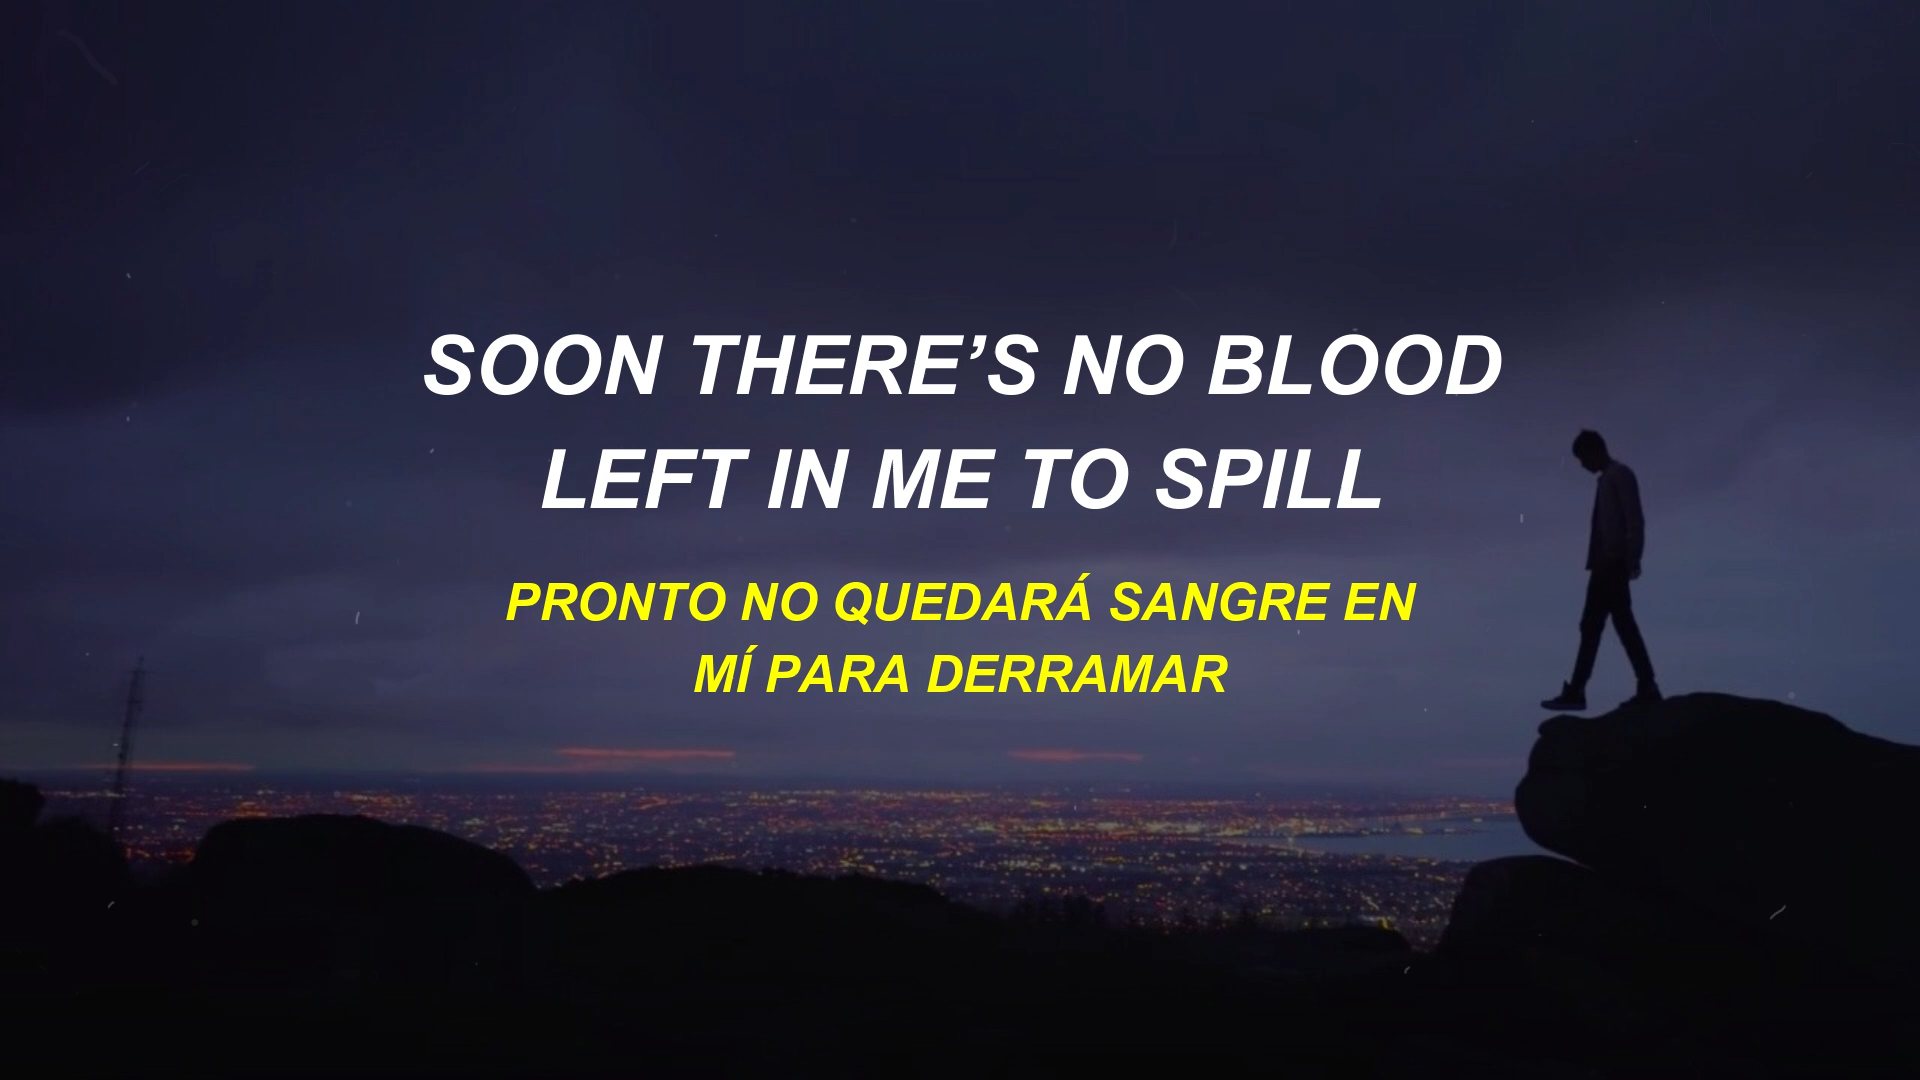 SOON THERE’S NO BLOOD
LEFT IN ME TO SPILL
PRONTO NO QUEDARÁ SANGRE EN
MÍ PARA DERRAMAR